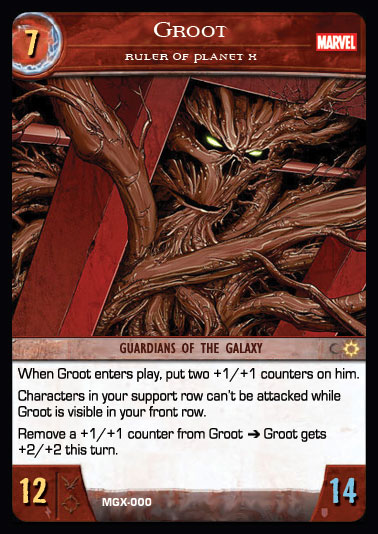 7
Groot
MARVEL
RULER OF PLANET X
GUARDIANS OF THE GALAXY
C
When Groot enters play, put two +1/+1 counters on him.
Characters in your support row can't be attacked while
Groot is visible in your front row.
Remove a +1/+1 counter from Groot ➔ Groot gets
+2/+2 this turn.
12
MGX-000
14